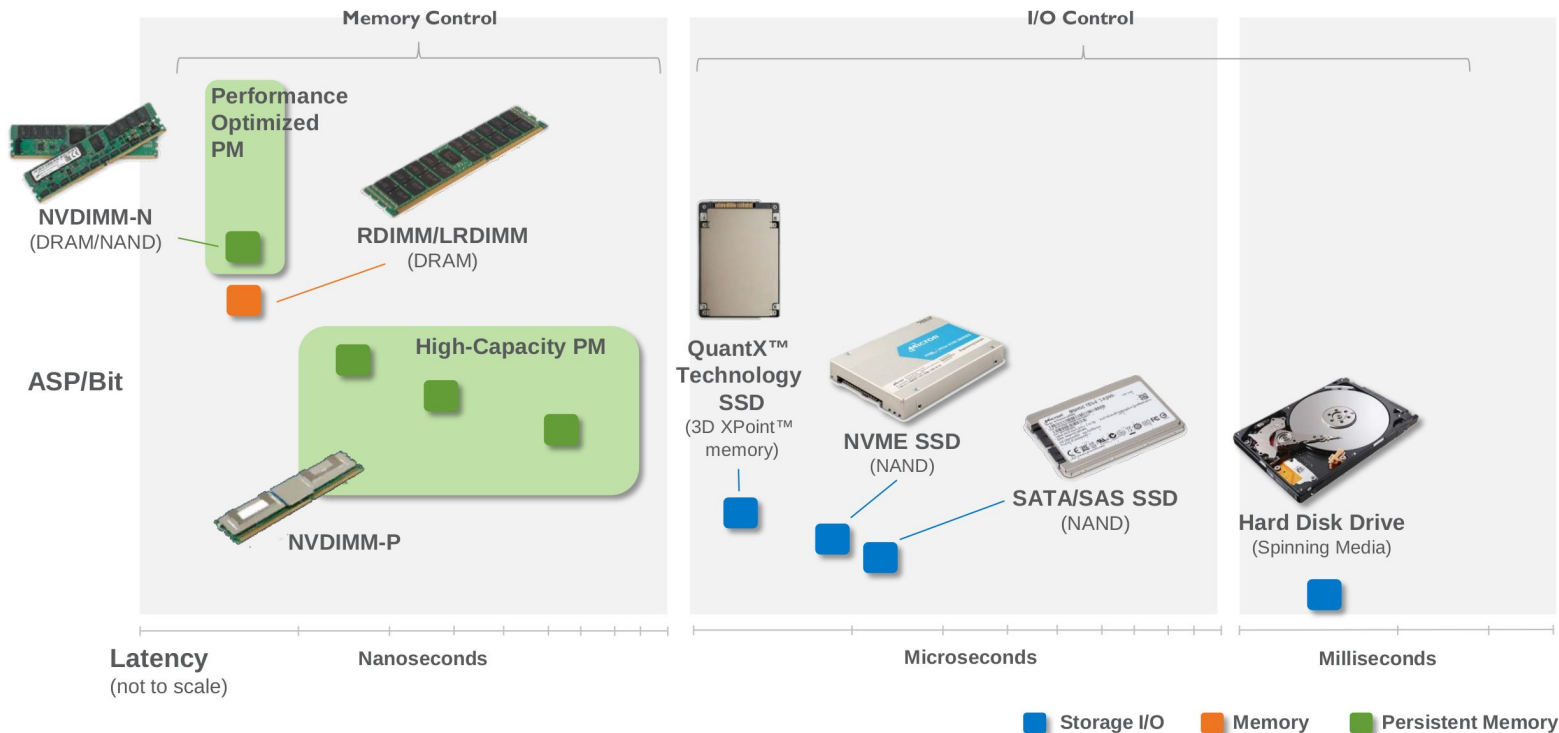 Memory Control
I/O Control
Performance
Optimized
PM
NVDIMM-N
(DRAM/NAND)
RDIMM/LRDIMM
(DRAM)
High-Capacity PM
ASP/Bit
NVDIMM-P
QuantX™
Technology
SSD
(3D XPoint™
memory)
Micron
NVME SSD
(NAND)
SATA/SAS SSD
(NAND)
Hard Disk Drive
(Spinning Media)
Latency
(not to scale)
Nanoseconds
Microseconds
Milliseconds
Storage I/O
Memory
Persistent Memory